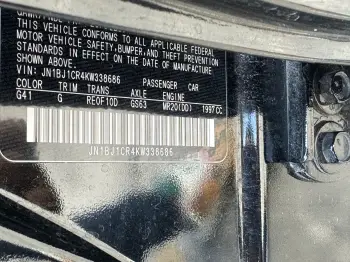 THIS VEHICLE CONFORMS TO ALL APPLICABLE FEDERAL
MOTOR VEHICLE SAFETY,BUMPER,AND THEFT PREVENTION
STANDARDS IN EFFECT ON THE DATE OF MANUFACTURE
SHOWN ABOVE.
VIN JN1BJ1CR4KW338686 PASSENGER CAR
COLOR TRIM TRANS AXLE ENGINE
G41 G REOF10D GS63 MR20(DD) 1997CC
JN1BJ1CR4KW338686